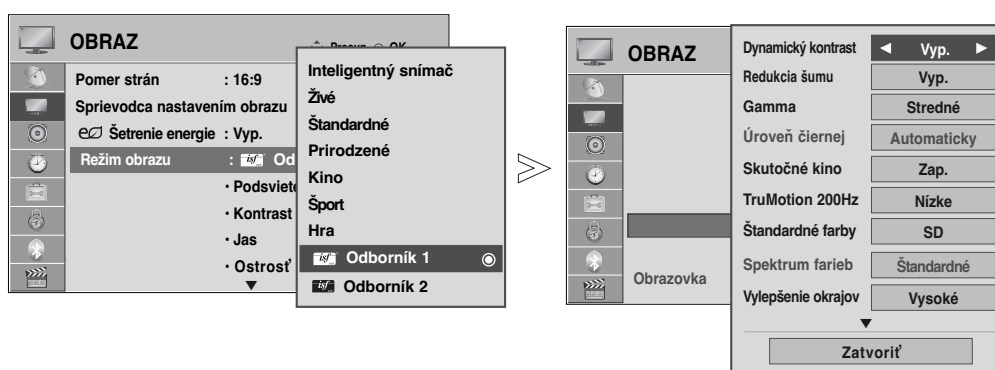 OBRAZ
OK
Pomer strán : 16:9
Sprievodca nastavením obrazu
Šetrenie energie : Vyp.
Režim obrazu : isf Od
• Podsviete
• Kontrast
• Jas
• Ostrosť
▼
Inteligentný snímač
Živé
Štandardné
Prirodzené
Kino
Šport
Hra
isf Odborník 1
isf Odborník 2
OBRAZ
Obrazovka
Dynamický kontrast ◄ Vyp. ►
Redukcia šumu Vyp.
Gamma Stredné
Úroveň čiernej Automaticky
Skutočné kino Zap.
TruMotion 200Hz Nízke
Štandardné farby SD
Spektrum farieb Štandardné
Vylepšenie okrajov Vysoké
▼
Zatvoriť